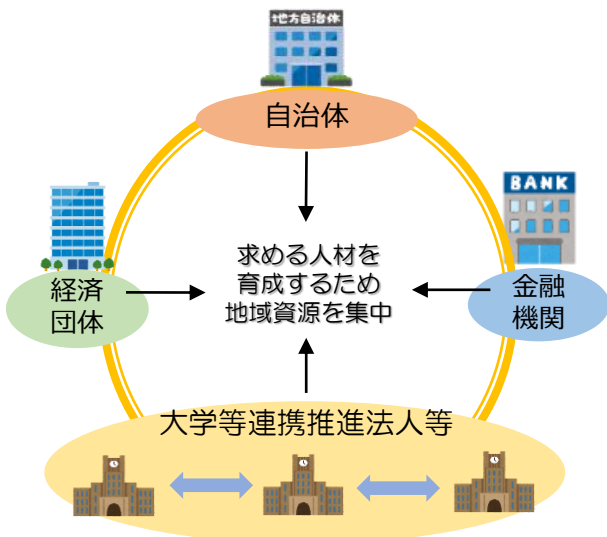 地方自治体
自治体
BANK
経済
団体
求める人材を
育成するため
地域資源を集中
金融
機関
大学等連携推進法人等